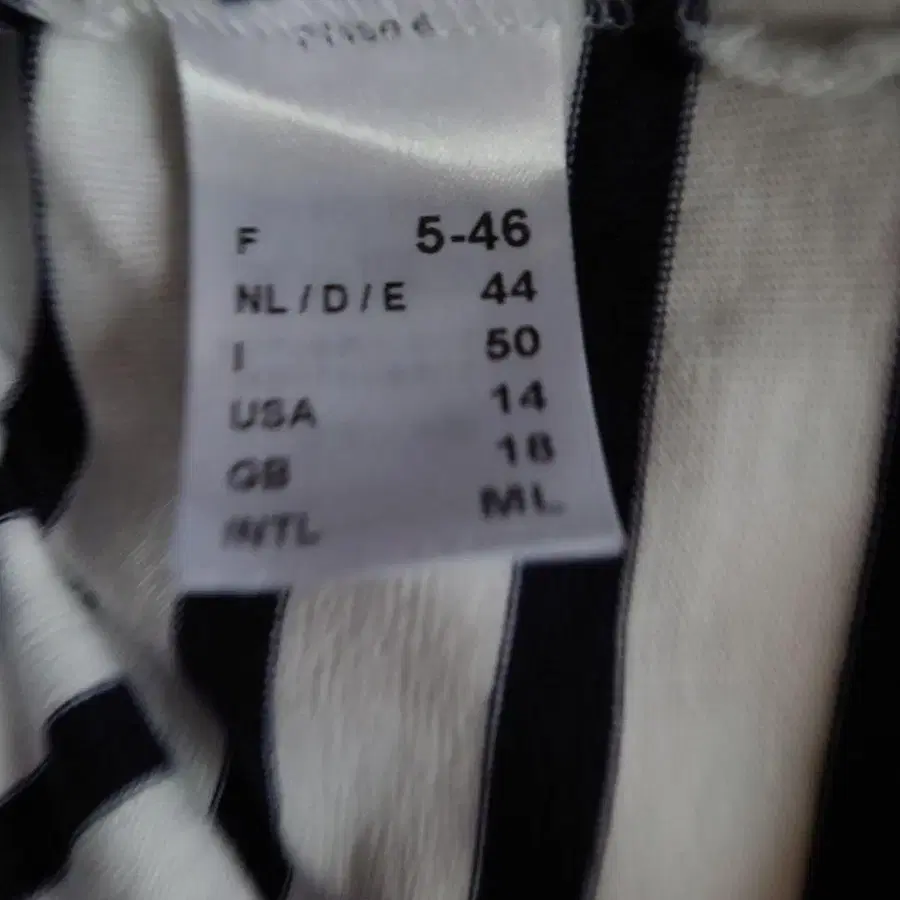 F 5-46
NL / D / E 44
I 50
USA 14
GB 18
INTL ML